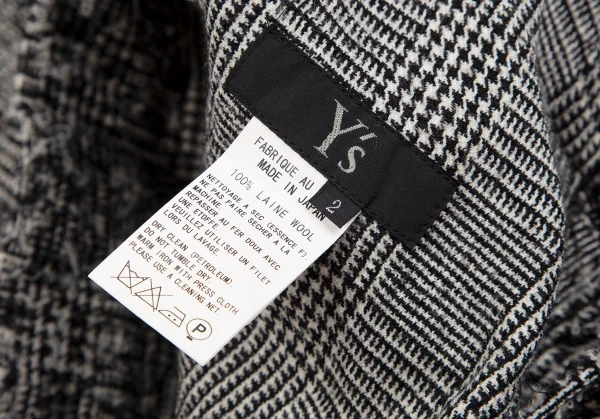 Y's
2
FABRIQUE AU
MADE IN JAPAN
100% LAINE WOOL
NETTOYAGE A SEC (ESSENCE F)
NE PAS FAIRE SECHER A LA
MACHINE
REPASSER AU FER DOUX AVEC
UNE ETOFFE
VEUILLEZ UTILISER UN FILET
LORS DU LAVAGE.
DRY CLEAN (PETROLEUM)
DO NOT TUMBLE DRY.
WARM IRON WITH PRESS CLOTH
PLEASE USE A CLEANING NET.
P